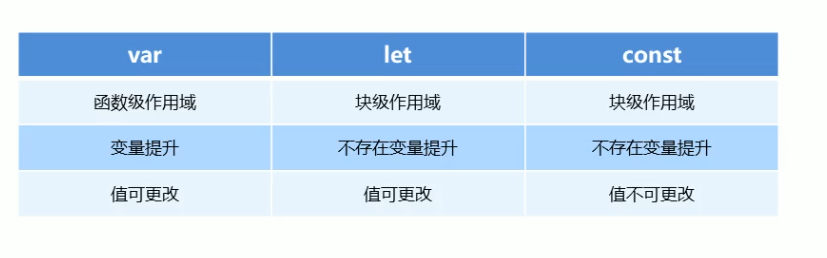 var let const
函数级作用域 块级作用域 块级作用域
变量提升 不存在变量提升 不存在变量提升
值可更改 值可更改 值不可更改